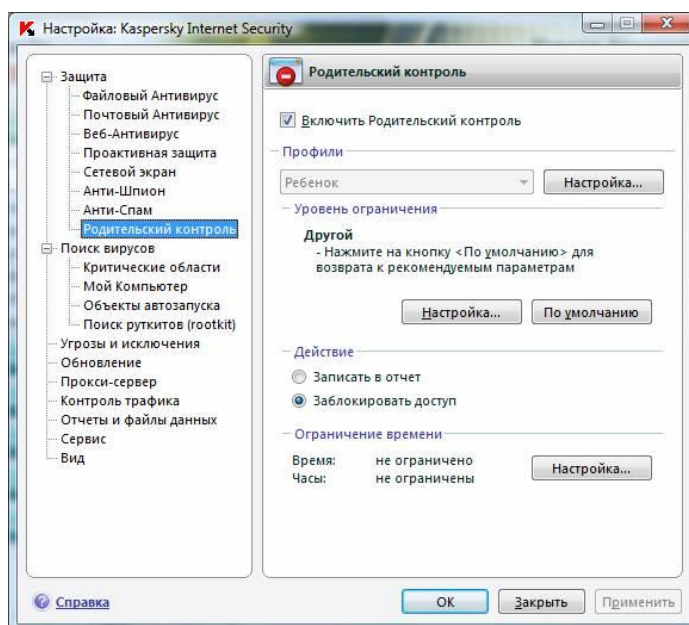 Настройка: Kaspersky Internet Security
Защита
Файловый Антивирус
Почтовый Антивирус
Веб-Антивирус
Проактивная защита
Сетевой экран
Анти-Шпион
Анти-Спам
Родительский контроль
Поиск вирусов
Критические области
Мой Компьютер
Объекты автозапуска
Поиск руткитов (rootkit)
Угрозы и исключения
Обновление
Прокси-сервер
Контроль трафика
Отчеты и файлы данных
Сервис
Вид
Родительский контроль
Включить Родительский контроль
Профили
Ребенок
Настройка...
Уровень ограничения
Другой
- Нажмите на кнопку <По умолчанию> для
возврата к рекомендуемым параметрам
Настройка...
По умолчанию
Действие
Записать в отчет
Заблокировать доступ
Ограничение времени
Время: не ограничено
Часы: не ограничены
Настройка...
Справка
ОК
Закрыть
Применить